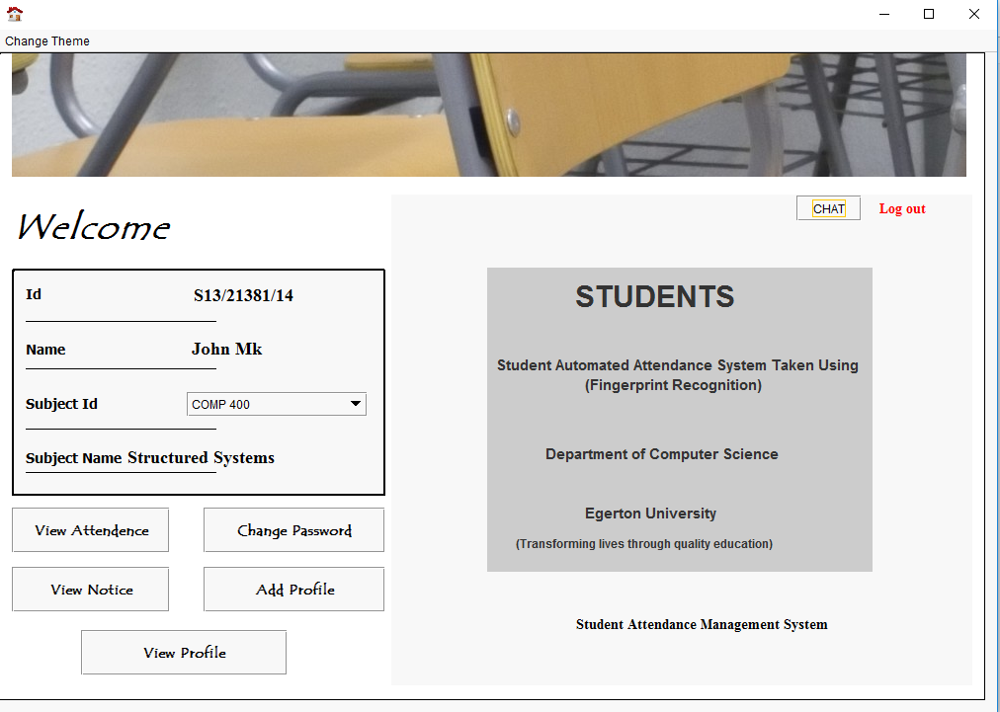 Change Theme
Welcome
CHAT
Log out
Id S13/21381/14
Name John Mk
Subject Id COMP 400
Subject Name Structured Systems
View Attendence
Change Password
View Notice
Add Profile
View Profile
STUDENTS
Student Automated Attendance System Taken Using
(Fingerprint Recognition)
Department of Computer Science
Egerton University
(Transforming lives through quality education)
Student Attendance Management System